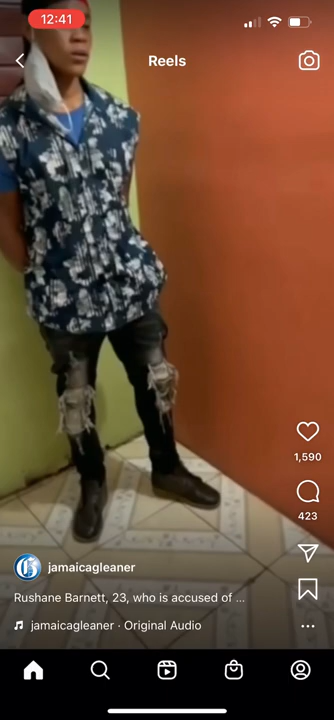 12:41
Reels
1,590
423
jamaicagleaner
Rushane Barnett, 23, who is accused of ...
jamaicagleaner · Original Audio